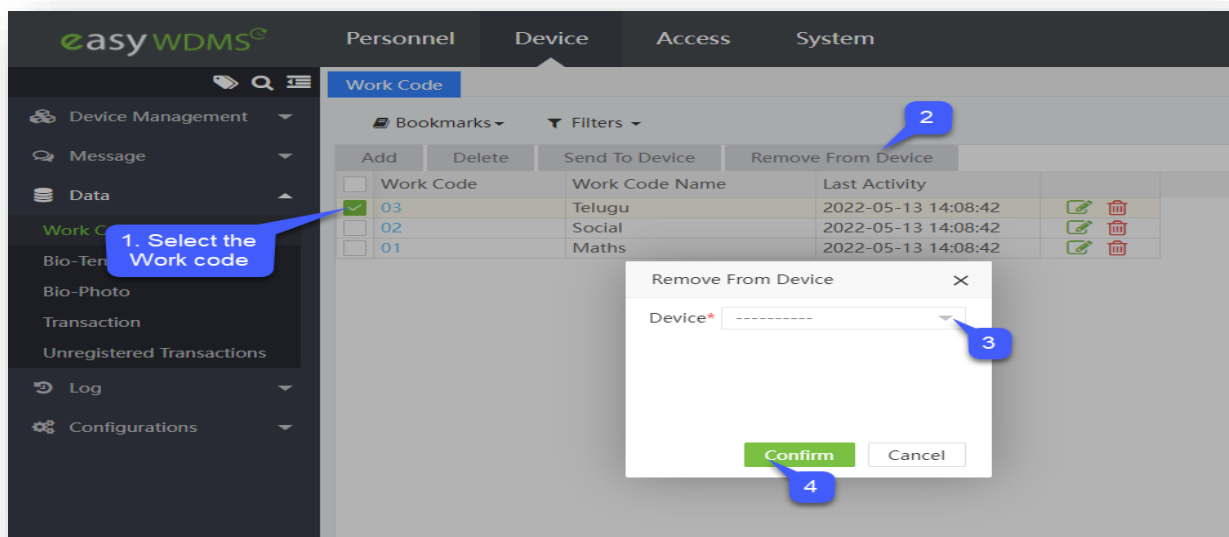 easy WDMS
Personnel Device Access System
Work Code
Bookmarks Filters
2
Add Delete Send To Device Remove From Device
Work Code Work Code Name Last Activity
03 Telugu 2022-05-13 14:08:42
02 Social 2022-05-13 14:08:42
01 Maths 2022-05-13 14:08:42
Device Management
Message
Data
Work C
1. Select the
Work code
Bio-Ten
Bio-Photo
Transaction
Unregistered Transactions
Log
Configurations
Remove From Device
Device* ----------
3
Confirm Cancel
4